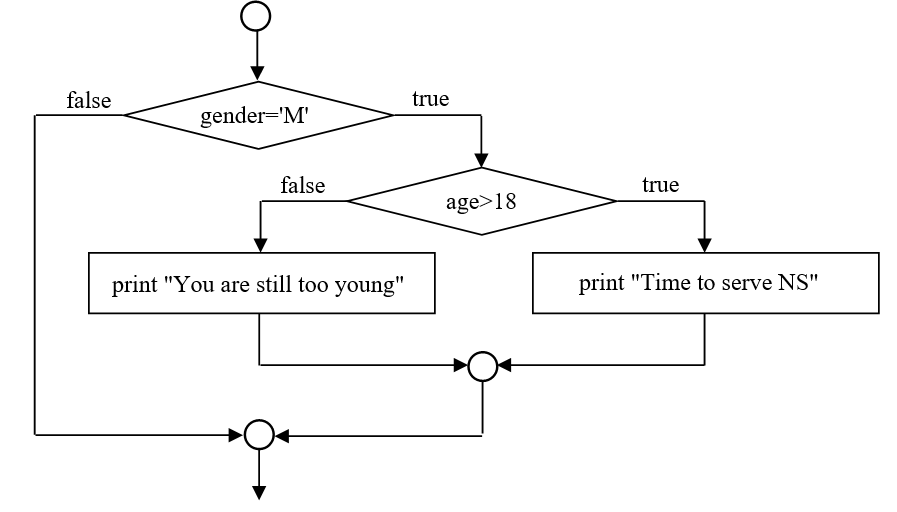 false
true
gender='M'
false
true
age>18
print "You are still too young"
print "Time to serve NS"